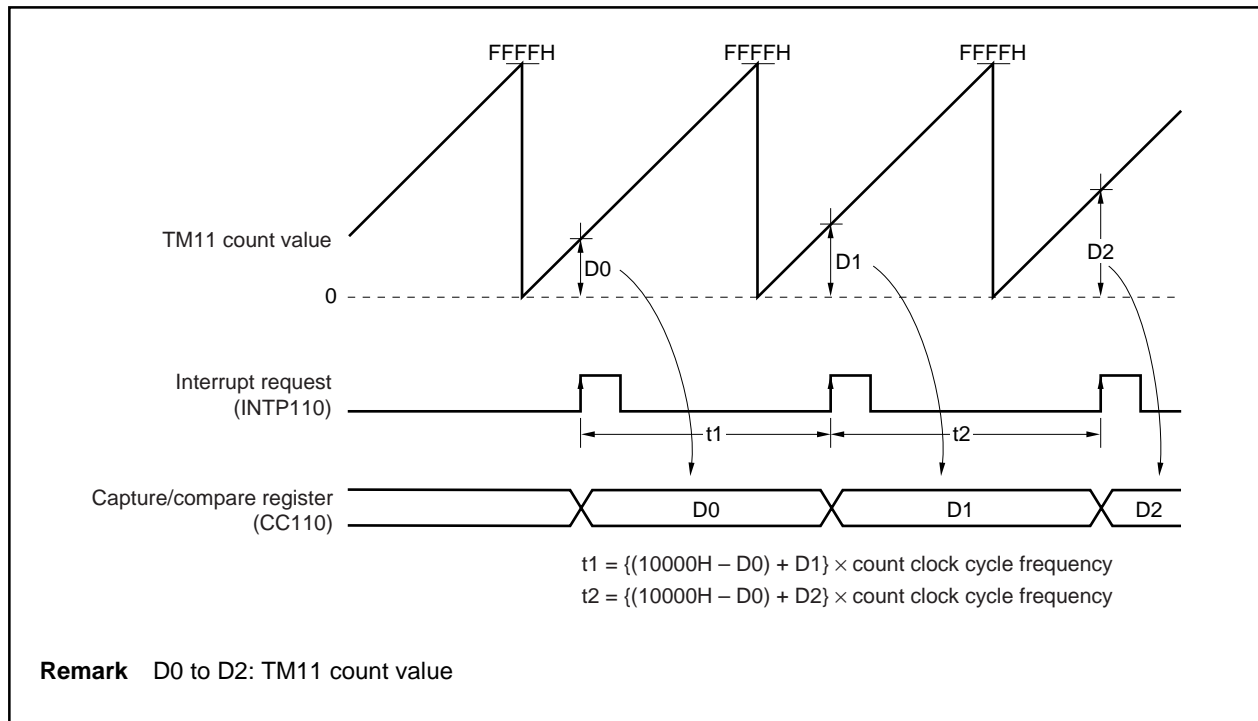 FFFFH FFFFH FFFFH
TM11 count value
D0 D1 D2
0
Interrupt request
(INTP110)
t1 t2
Capture/compare register
(CC110)
D0 D1 D2
t1 = {(10000H – D0) + D1} × count clock cycle frequency
t2 = {(10000H – D0) + D2} × count clock cycle frequency
Remark D0 to D2: TM11 count value